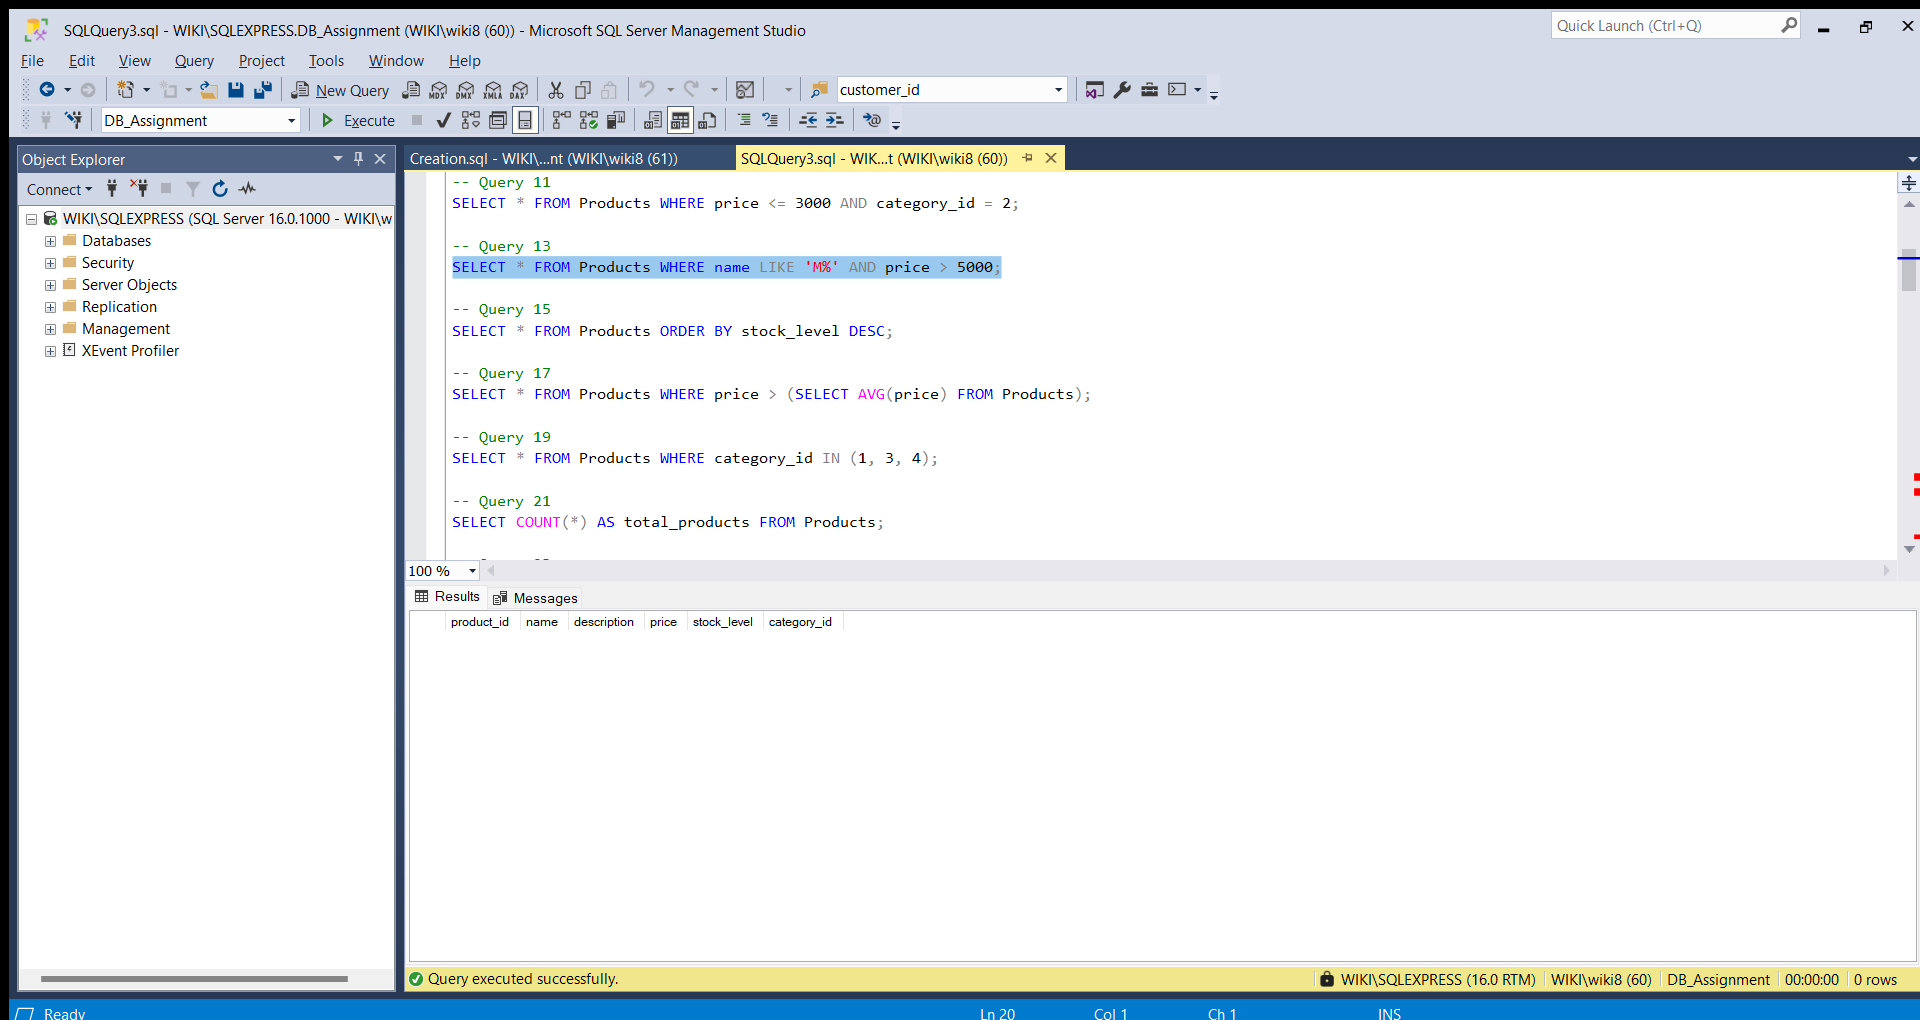 SQLQuery3.sql - WIKI\SQLEXPRESS.DB_Assignment (WIKI\wiki8 (60)) - Microsoft SQL Server Management Studio
Quick Launch (Ctrl+Q)
File Edit View Query Project Tools Window Help
New Query MDX DMX XMLA DAX customer_id
DB_Assignment Execute
Object Explorer
Connect
WIKI\SQLEXPRESS (SQL Server 16.0.1000 - WIKI\w
Databases
Security
Server Objects
Replication
Management
XEvent Profiler
Creation.sql - WIKI\...nt (WIKI\wiki8 (61))
SQLQuery3.sql - WIK...t (WIKI\wiki8 (60))
-- Query 11
SELECT * FROM Products WHERE price <= 3000 AND category_id = 2;
-- Query 13
SELECT * FROM Products WHERE name LIKE 'M%' AND price > 5000;
-- Query 15
SELECT * FROM Products ORDER BY stock_level DESC;
-- Query 17
SELECT * FROM Products WHERE price > (SELECT AVG(price) FROM Products);
-- Query 19
SELECT * FROM Products WHERE category_id IN (1, 3, 4);
-- Query 21
SELECT COUNT(*) AS total_products FROM Products;
100 %
Results Messages
product_id name description price stock_level category_id
Query executed successfully.
WIKI\SQLEXPRESS (16.0 RTM) WIKI\wiki8 (60) DB_Assignment 00:00:00 0 rows
Ready Ln 20 Col 1 Ch 1 INS